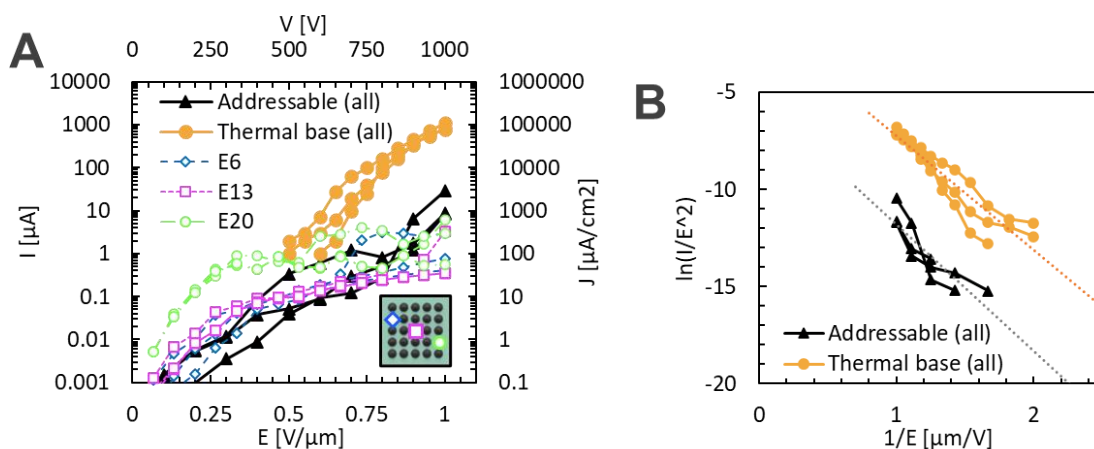 A
V [V]
0 250 500 750 1000
10000 1000000
1000 100000
100 10000
10 1000
1 100
0.1 10
0.01 1
0.001 0.1
I [µA]
J [µA/cm2]
Addressable (all)
Thermal base (all)
E6
E13
E20
0 0.25 0.5 0.75 1
E [V/µm]
B
-5
-10
-15
-20
ln(I/E^2)
Addressable (all)
Thermal base (all)
0 1 2
1/E [µm/V]